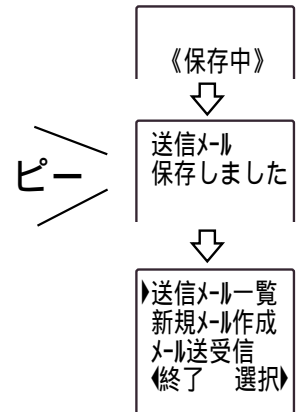 《保存中》
ピー
送信ﾒｰﾙ
保存しました
送信ﾒｰﾙ一覧
新規ﾒｰﾙ作成
ﾒｰﾙ送受信
終了 選択